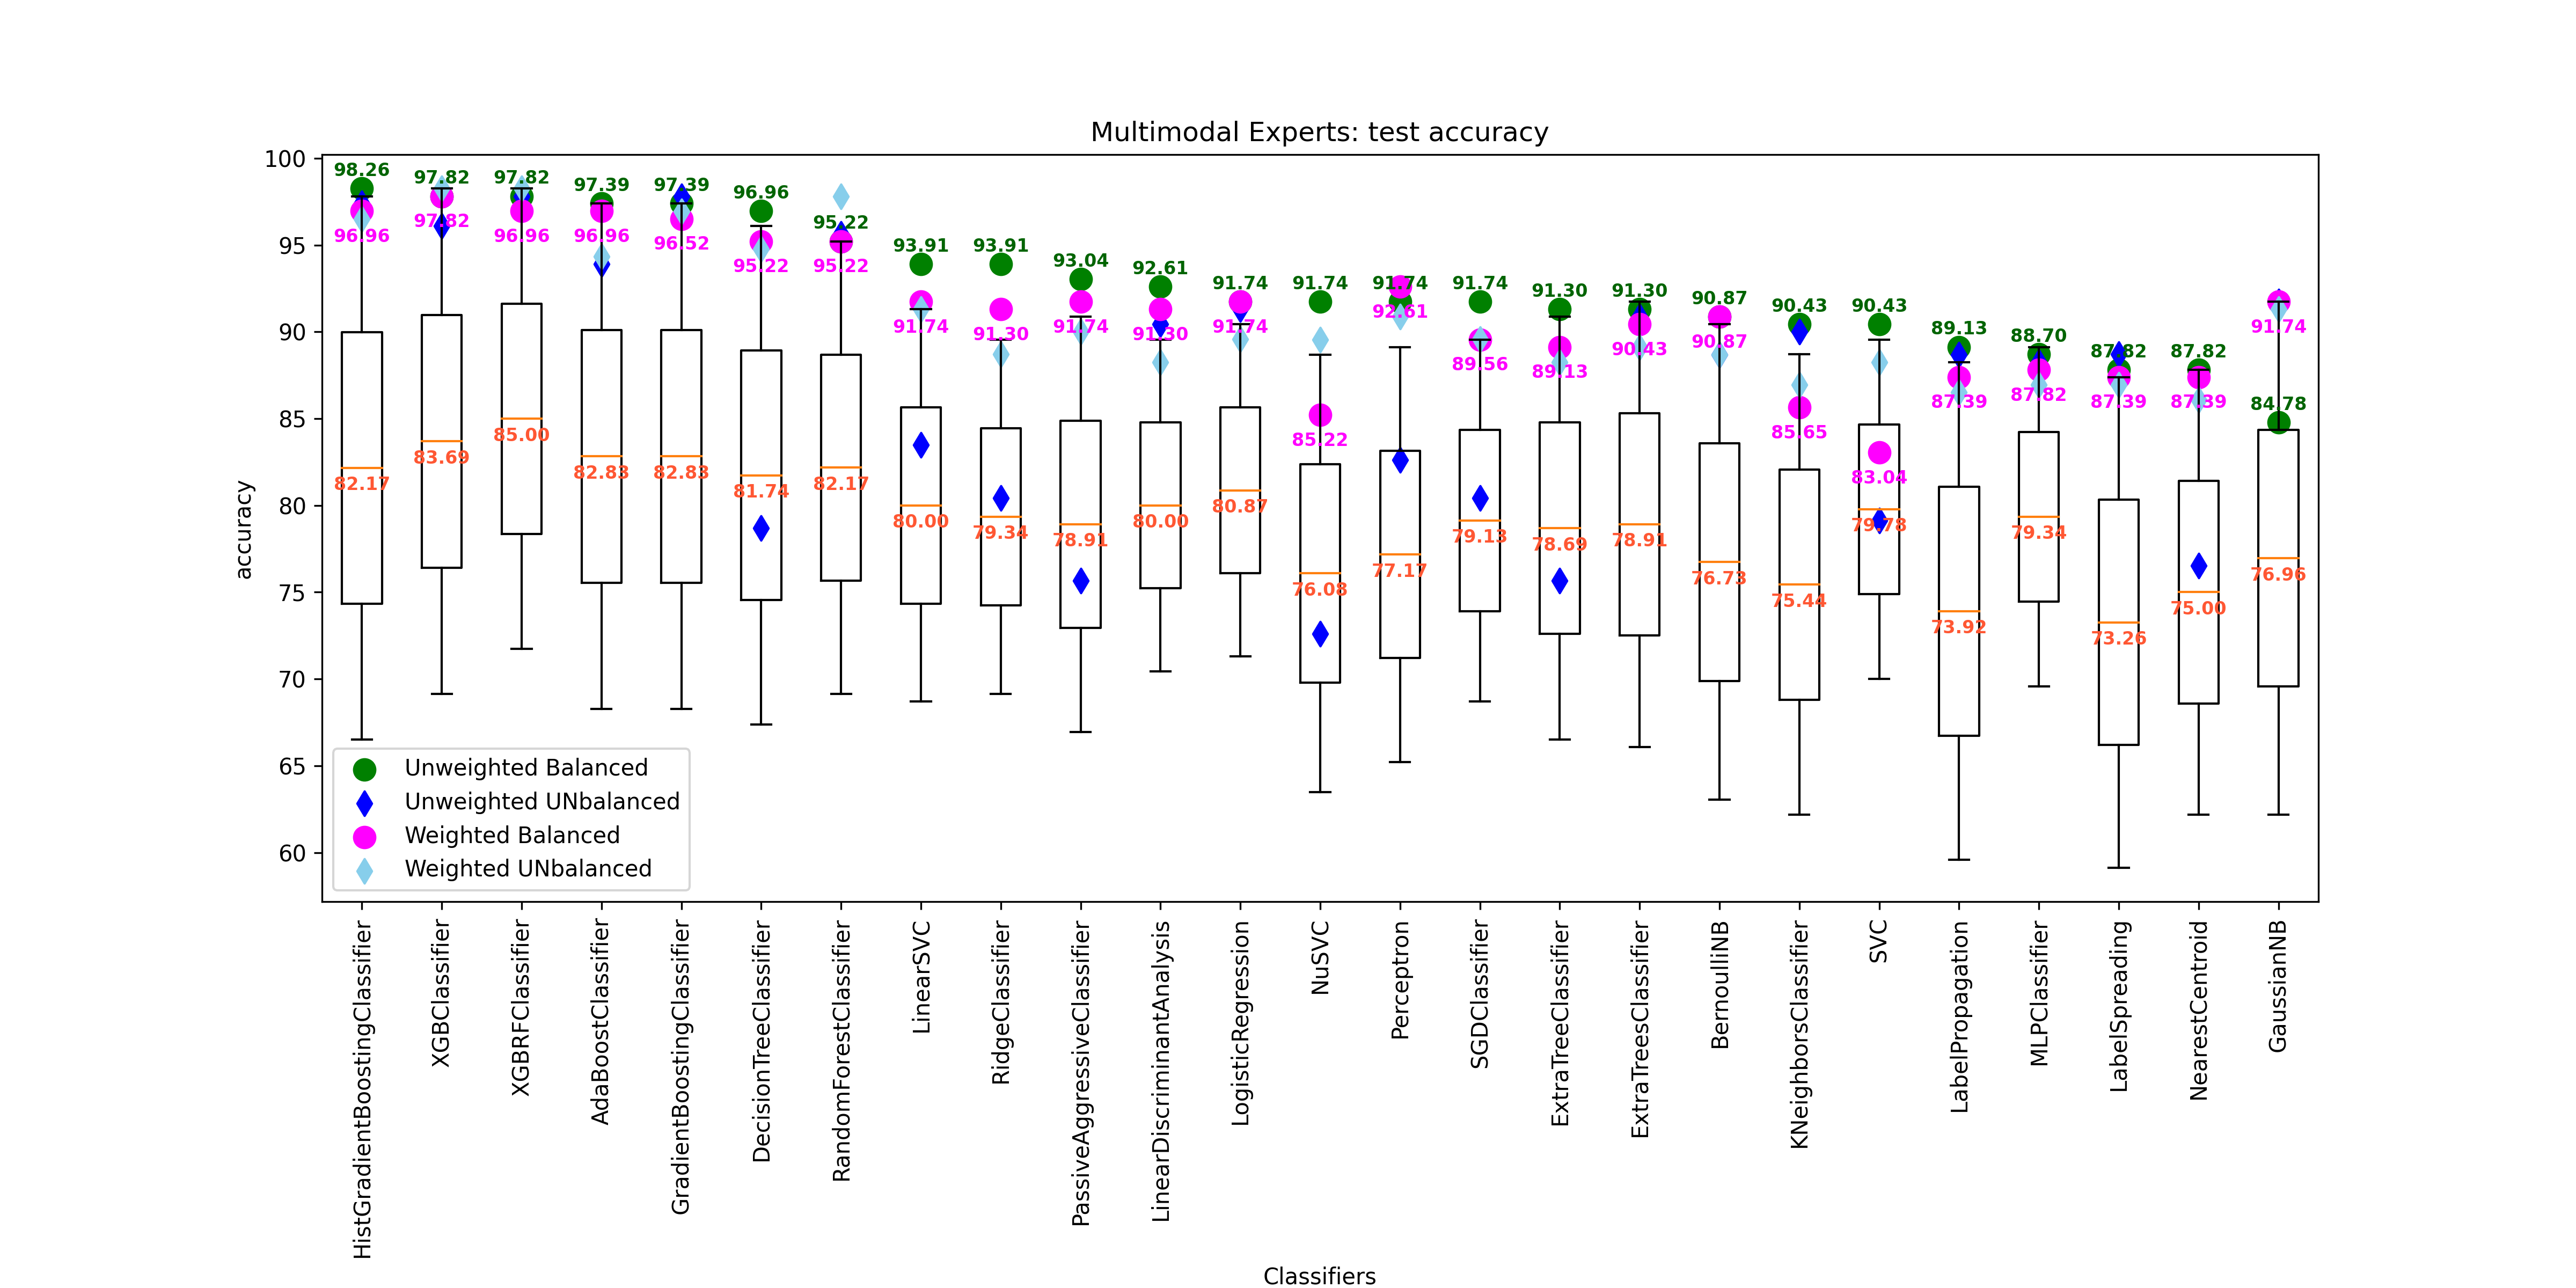 Multimodal Experts: test accuracy
accuracy
100
95
90
85
80
75
70
65
60
98.26
97.82
97.82
97.39
97.39
96.96
95.22
93.91
93.91
93.04
92.61
91.74
91.74
91.74
91.74
91.30
91.30
90.87
90.43
90.43
89.13
88.70
87.82
87.82
84.78
96.96
97.82
96.96
96.96
96.52
95.22
95.22
91.74
91.30
91.74
91.30
91.74
85.22
92.61
89.56
89.13
90.43
90.87
85.65
83.04
87.39
87.82
87.39
87.39
91.74
82.17
83.69
85.00
82.83
82.83
81.74
82.17
80.00
79.34
78.91
80.00
80.87
76.08
77.17
79.13
78.69
78.91
76.73
75.44
79.78
73.92
79.34
73.26
75.00
76.96
Unweighted Balanced
Unweighted UNbalanced
Weighted Balanced
Weighted UNbalanced
HistGradientBoostingClassifier
XGBClassifier
XGBRFClassifier
AdaBoostClassifier
GradientBoostingClassifier
DecisionTreeClassifier
RandomForestClassifier
LinearSVC
RidgeClassifier
PassiveAggressiveClassifier
LinearDiscriminantAnalysis
LogisticRegression
NuSVC
Perceptron
SGDClassifier
ExtraTreeClassifier
ExtraTreesClassifier
BernoulliNB
KNeighborsClassifier
SVC
LabelPropagation
MLPClassifier
LabelSpreading
NearestCentroid
GaussianNB
Classifiers